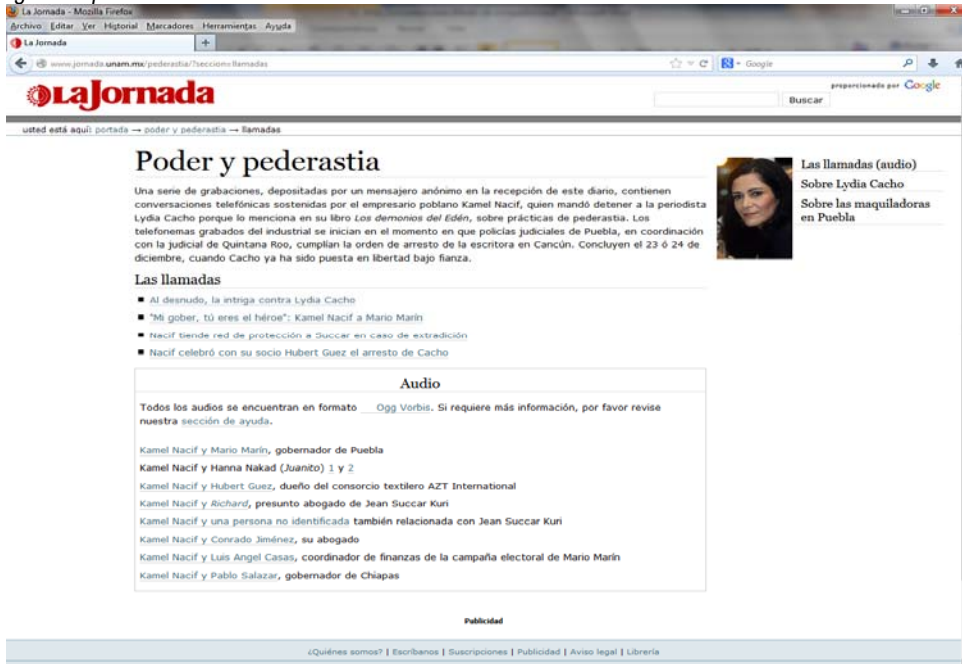 La Jornada - Mozilla Firefox
Archivo Editar Ver Historial Marcadores Herramientas Ayuda
La Jornada
www.jornada.unam.mx/pederastia/?seccion=llamadas
Google
La Jornada
proporcionado por Google
Buscar
usted está aquí: portada → poder y pederastia → llamadas
Poder y pederastia
Una serie de grabaciones, depositadas por un mensajero anónimo en la recepción de este diario, contienen
conversaciones telefónicas sostenidas por el empresario poblano Kamel Nacif, quien mandó detener a la periodista
Lydia Cacho porque lo menciona en su libro Los demonios del Edén, sobre prácticas de pederastia. Los
telefonemas grabados del industrial se inician en el momento en que policías judiciales de Puebla, en coordinación
con la judicial de Quintana Roo, cumplían la orden de arresto de la escritora en Cancún. Concluyen el 23 ó 24 de
diciembre, cuando Cacho ya ha sido puesta en libertad bajo fianza.
Las llamadas
Al desnudo, la intriga contra Lydia Cacho
"Mi gober, tú eres el héroe": Kamel Nacif a Mario Marín
Nacif tiende red de protección a Succar en caso de extradición
Nacif celebró con su socio Hubert Guez el arresto de Cacho
Audio
Todos los audios se encuentran en formato Ogg Vorbis. Si requiere más información, por favor revise
nuestra sección de ayuda.
Kamel Nacif y Mario Marín, gobernador de Puebla
Kamel Nacif y Hanna Nakad (Juanito) 1 y 2
Kamel Nacif y Hubert Guez, dueño del consorcio textilero AZT International
Kamel Nacif y Richard, presunto abogado de Jean Succar Kuri
Kamel Nacif y una persona no identificada también relacionada con Jean Succar Kuri
Kamel Nacif y Conrado Jiménez, su abogado
Kamel Nacif y Luis Angel Casas, coordinador de finanzas de la campaña electoral de Mario Marín
Kamel Nacif y Pablo Salazar, gobernador de Chiapas
Las llamadas (audio)
Sobre Lydia Cacho
Sobre las maquiladoras
en Puebla
Publicidad
¿Quiénes somos? | Escríbanos | Suscripciones | Publicidad | Aviso legal | Librería